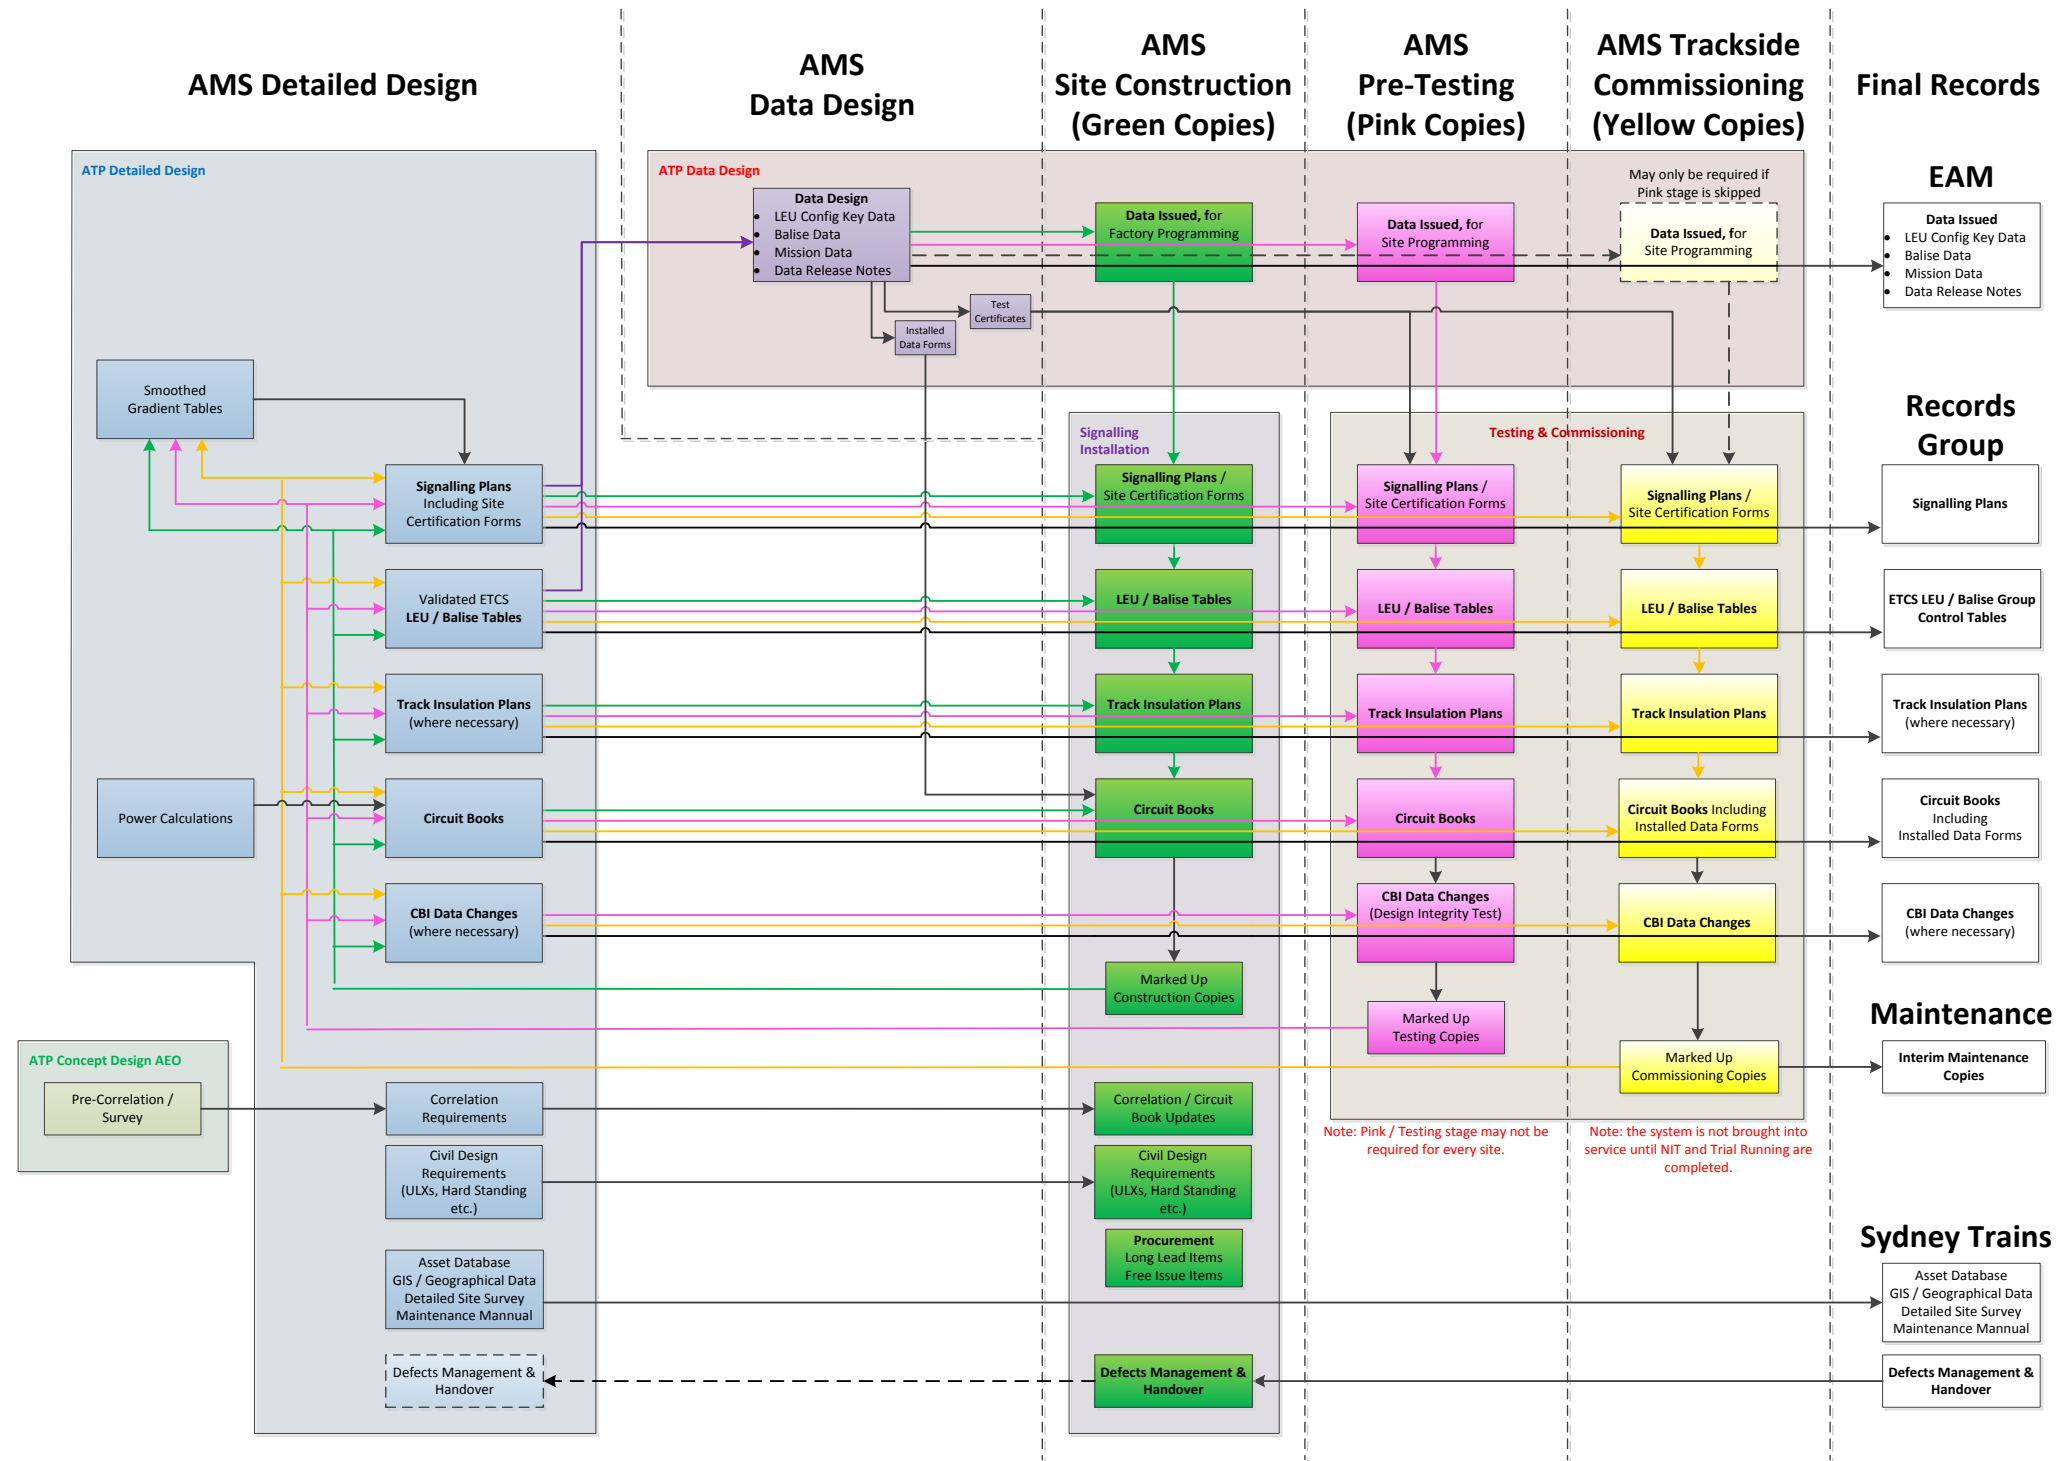 AMS Detailed Design
AMS
Data Design
AMS
Site Construction
(Green Copies)
AMS
Pre-Testing
(Pink Copies)
AMS Trackside
Commissioning
(Yellow Copies)
Final Records
ATP Detailed Design
ATP Data Design
May only be required if
Pink stage is skipped
EAM
Data Design
• LEU Config Key Data
• Balise Data
• Mission Data
• Data Release Notes
Data Issued, for
Factory Programming
Data Issued, for
Site Programming
Data Issued, for
Site Programming
Data Issued
• LEU Config Key Data
• Balise Data
• Mission Data
• Data Release Notes
Test
Certificates
Installed
Data Forms
Smoothed
Gradient Tables
Records
Group
Signalling
Installation
Testing & Commissioning
Signalling Plans
Including Site
Certification Forms
Signalling Plans /
Site Certification Forms
Signalling Plans /
Site Certification Forms
Signalling Plans /
Site Certification Forms
Signalling Plans
Validated ETCS
LEU / Balise Tables
LEU / Balise Tables
LEU / Balise Tables
LEU / Balise Tables
ETCS LEU / Balise Group
Control Tables
Track Insulation Plans
(where necessary)
Track Insulation Plans
Track Insulation Plans
Track Insulation Plans
Track Insulation Plans
(where necessary)
Power Calculations
Circuit Books
Circuit Books
Circuit Books
Circuit Books Including
Installed Data Forms
Circuit Books
Including
Installed Data Forms
CBI Data Changes
(where necessary)
CBI Data Changes
(Design Integrity Test)
CBI Data Changes
CBI Data Changes
(where necessary)
Marked Up
Construction Copies
Marked Up
Testing Copies
Maintenance
Marked Up
Commissioning Copies
Interim Maintenance
Copies
ATP Concept Design AEO
Pre-Correlation /
Survey
Correlation
Requirements
Correlation / Circuit
Book Updates
Note: Pink / Testing stage may not be
required for every site.
Note: the system is not brought into
service until NIT and Trial Running are
completed.
Civil Design
Requirements
(ULXs, Hard Standing
etc.)
Civil Design
Requirements
(ULXs, Hard Standing
etc.)
Procurement
Long Lead Items
Free Issue Items
Sydney Trains
Asset Database
GIS / Geographical Data
Detailed Site Survey
Maintenance Mannual
Asset Database
GIS / Geographical Data
Detailed Site Survey
Maintenance Mannual
Defects Management &
Handover
Defects Management &
Handover
Defects Management &
Handover